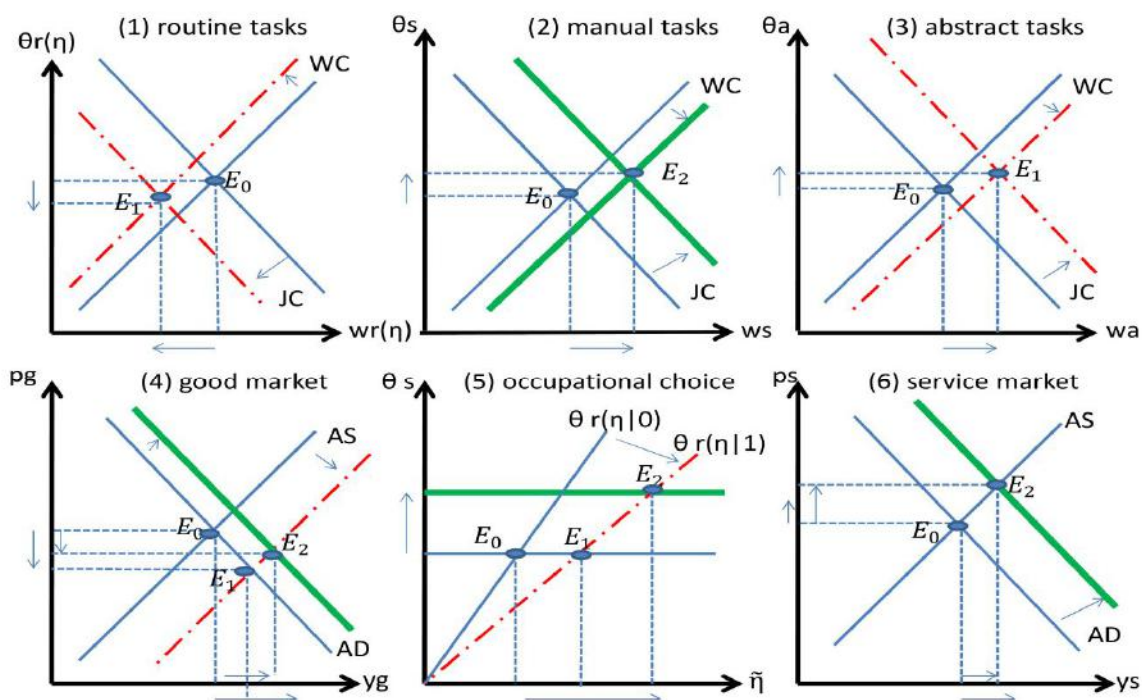 θr(η) (1) routine tasks
WC
E0
E1
JC
wr(η)
θs (2) manual tasks
WC
E2
E0
JC
ws
θa (3) abstract tasks
WC
E1
E0
JC
wa
pg (4) good market
AS
E0
E2
E1
AD
yg
θ s (5) occupational choice
θ r(η|0)
θ r(η|1)
E2
E0
E1
η̃
ps (6) service market
AS
E2
E0
AD
ys